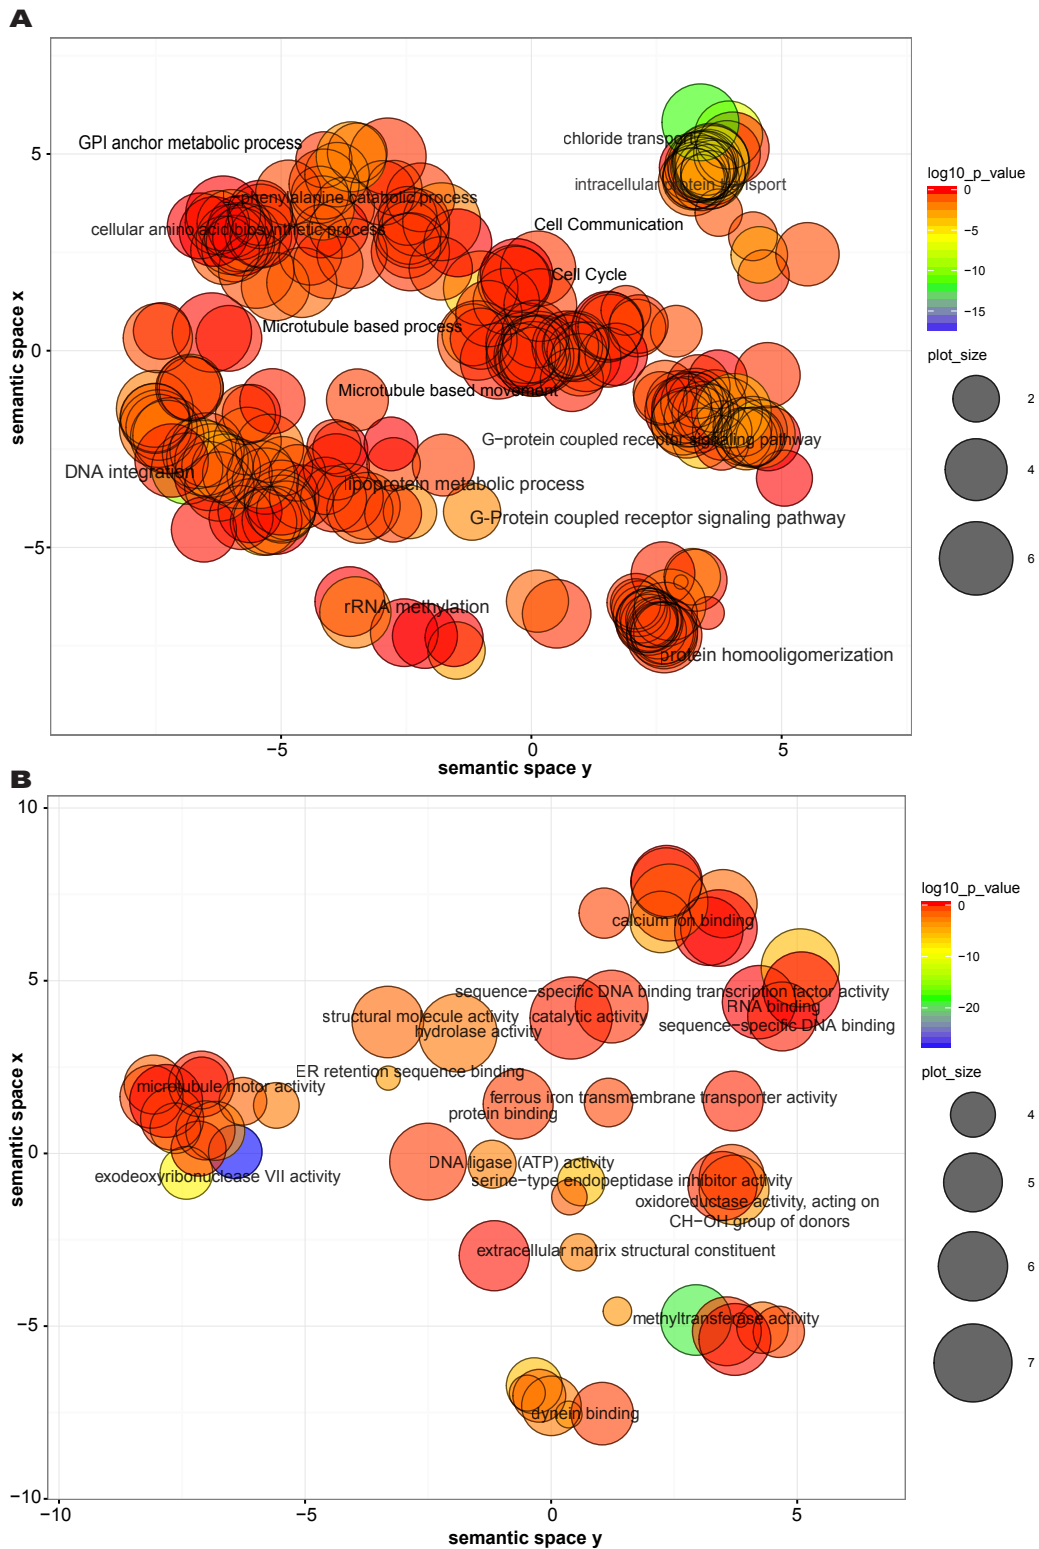 A
GPI anchor metabolic process
chloride transport
intracellular protein transport
L-phenylalanine catabolic process
cellular amino acid biosynthetic process
Cell Communication
Cell Cycle
Microtubule based process
Microtubule based movement
G−protein coupled receptor signaling pathway
DNA integration
lipoprotein metabolic process
G-Protein coupled receptor signaling pathway
rRNA methylation
protein homooligomerization
5
0
−5
semantic space x
−5
0
5
semantic space y
log10_p_value
0
−5
−10
−15
plot_size
2
4
6
B
calcium ion binding
sequence−specific DNA binding transcription factor activity
RNA binding
structural molecule activity
catalytic activity
sequence−specific DNA binding
hydrolase activity
ER retention sequence binding
microtubule motor activity
ferrous iron transmembrane transporter activity
protein binding
DNA ligase (ATP) activity
exodeoxyribonuclease VII activity
serine−type endopeptidase inhibitor activity
oxidoreductase activity, acting on
CH−OH group of donors
extracellular matrix structural constituent
methyltransferase activity
dynein binding
10
5
0
−5
−10
semantic space x
−10
−5
0
5
semantic space y
log10_p_value
0
−10
−20
plot_size
4
5
6
7